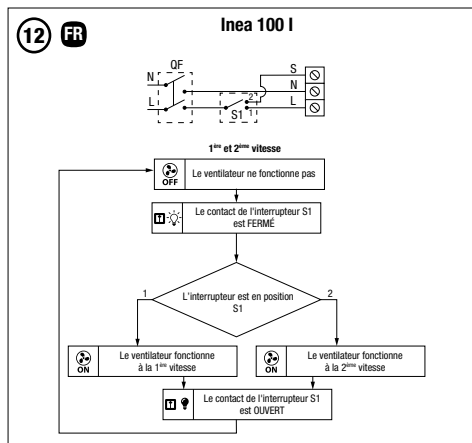 12 FR
Inea 100 l
QF
N
L
S1
2
1
S
N
L
1ère et 2ème vitesse
OFF
Le ventilateur ne fonctionne pas
Le contact de l'interrupteur S1
est FERMÉ
L'interrupteur est en position
S1
1
2
ON
Le ventilateur fonctionne
à la 1ère vitesse
ON
Le ventilateur fonctionne
à la 2ème vitesse
Le contact de l'interrupteur S1
est OUVERT